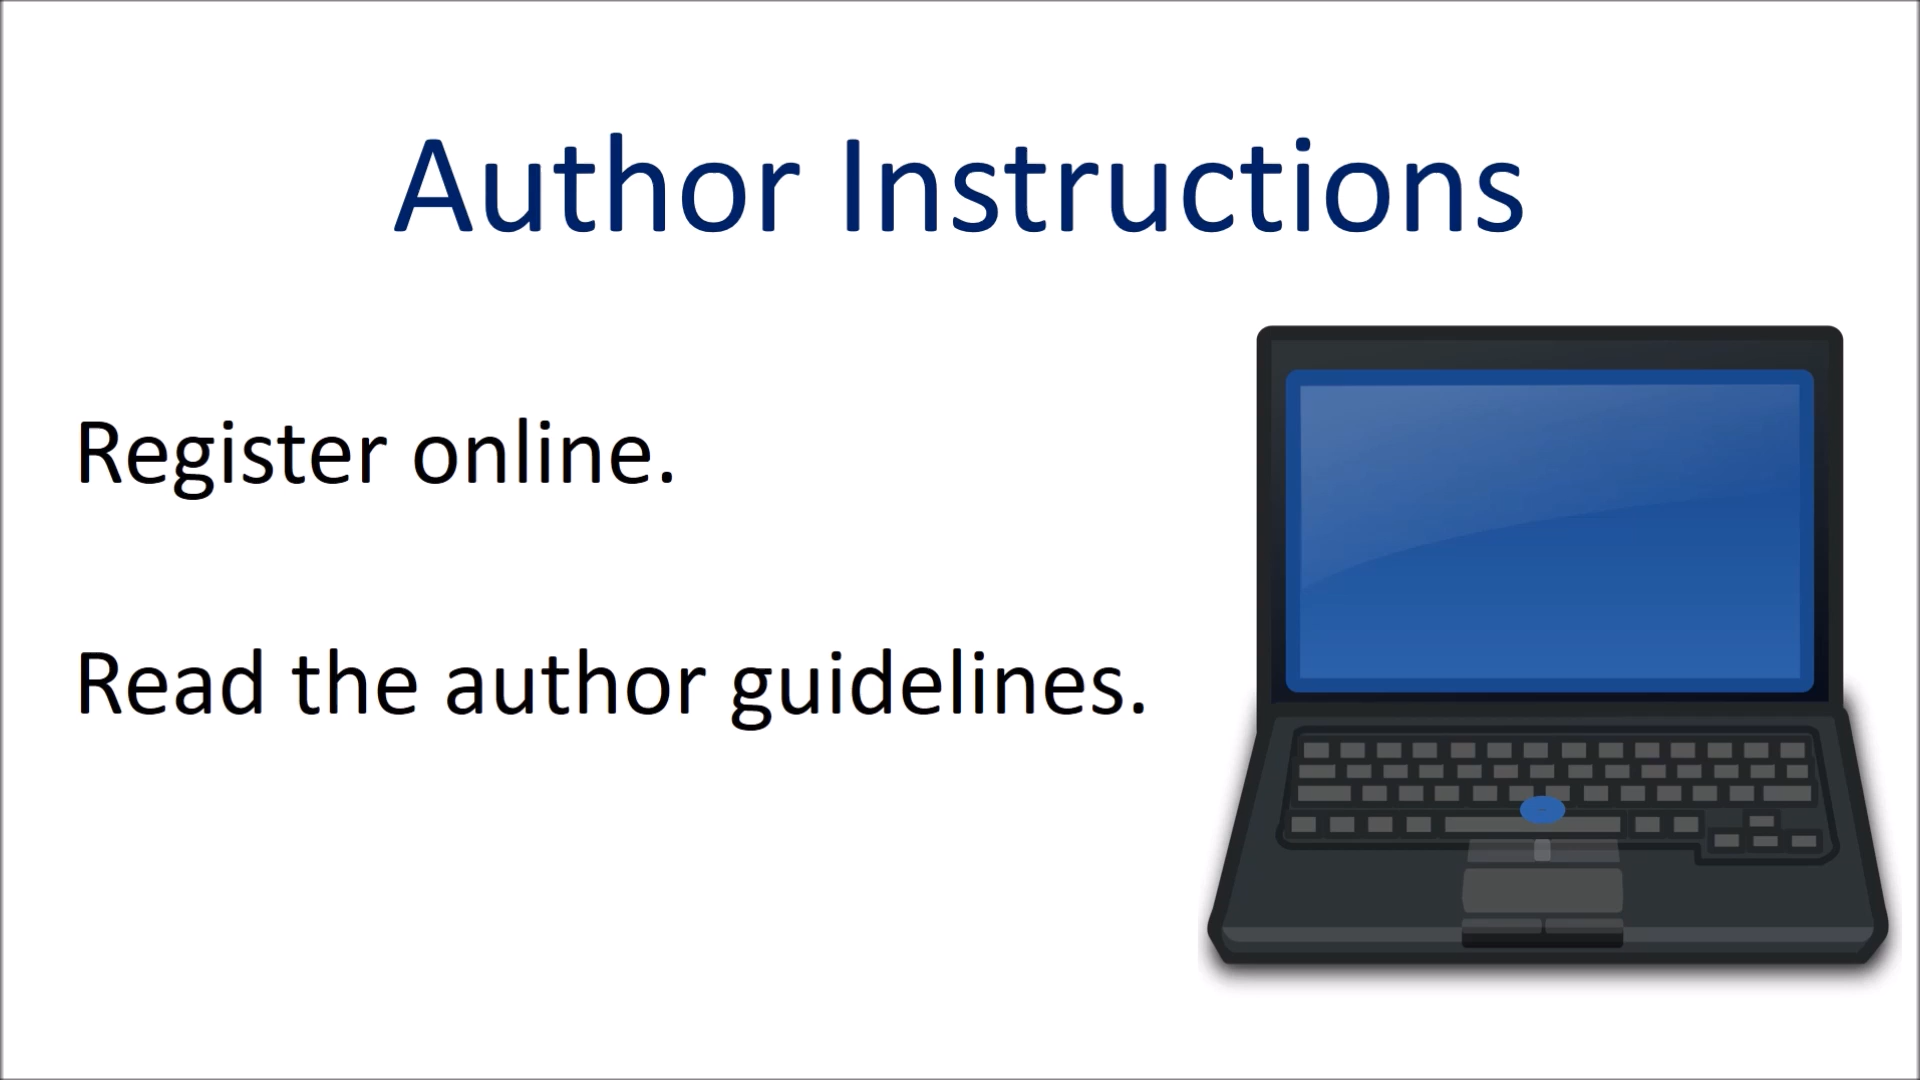 Author Instructions
Register online.
Read the author guidelines.